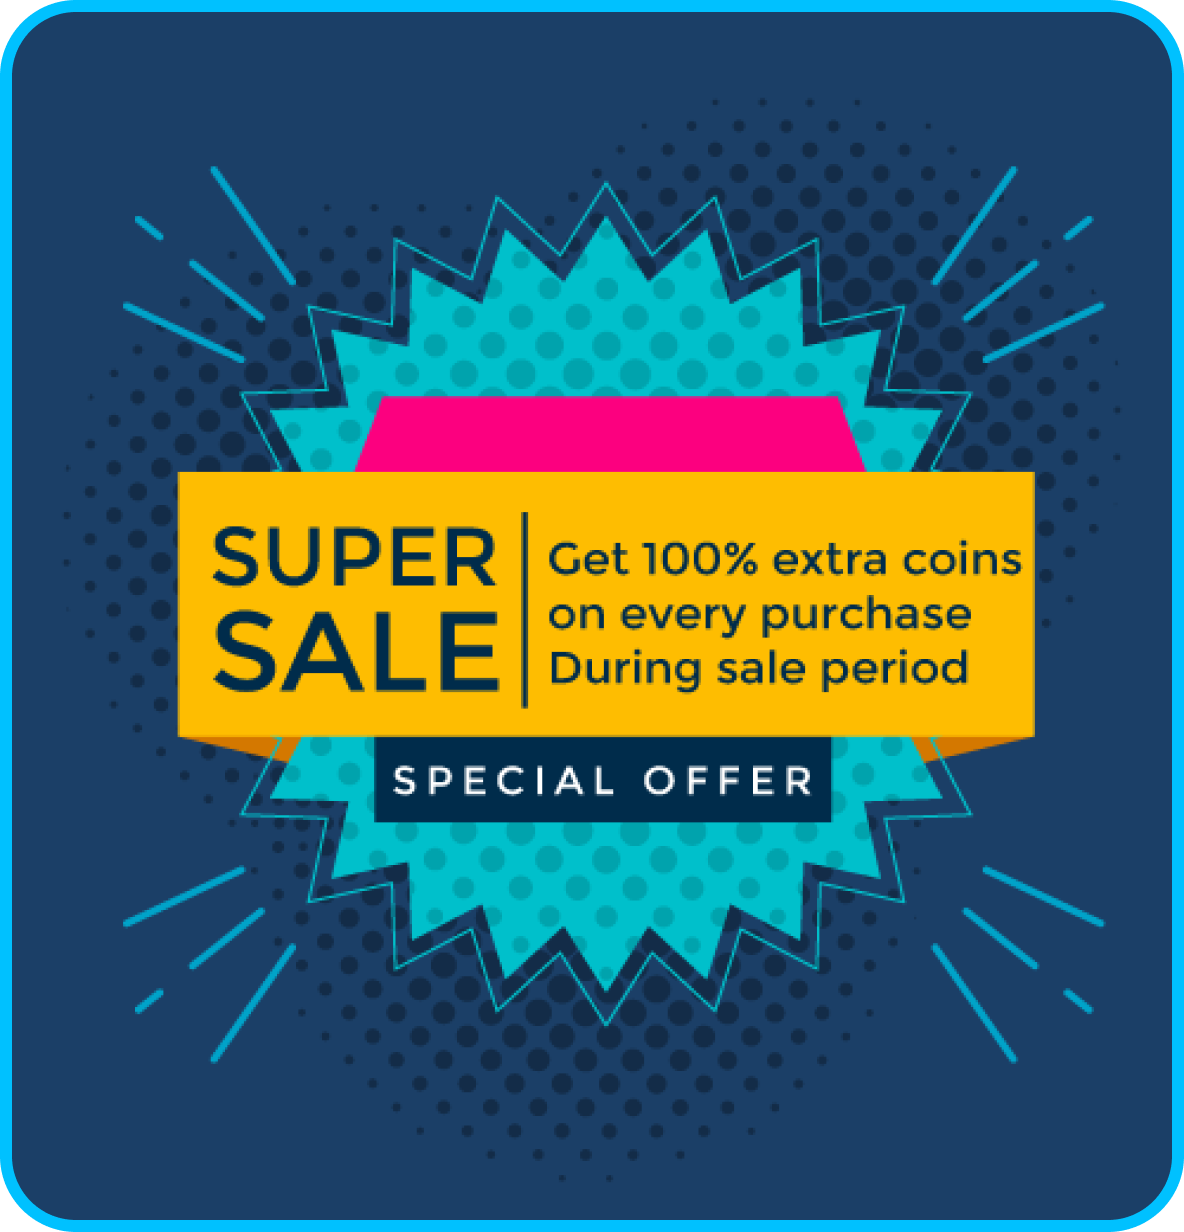 SUPER
SALE
Get 100% extra coins
on every purchase
During sale period
SPECIAL OFFER